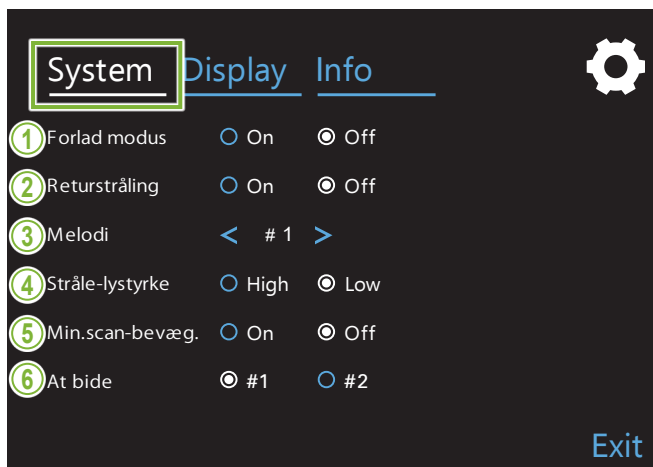 System Display Info
1 Forlad modus On Off
2 Returstråling On Off
3 Melodi < # 1 >
4 Stråle-lystyrke High Low
5 Min.scan-bevæg. On Off
6 At bide #1 #2
Exit